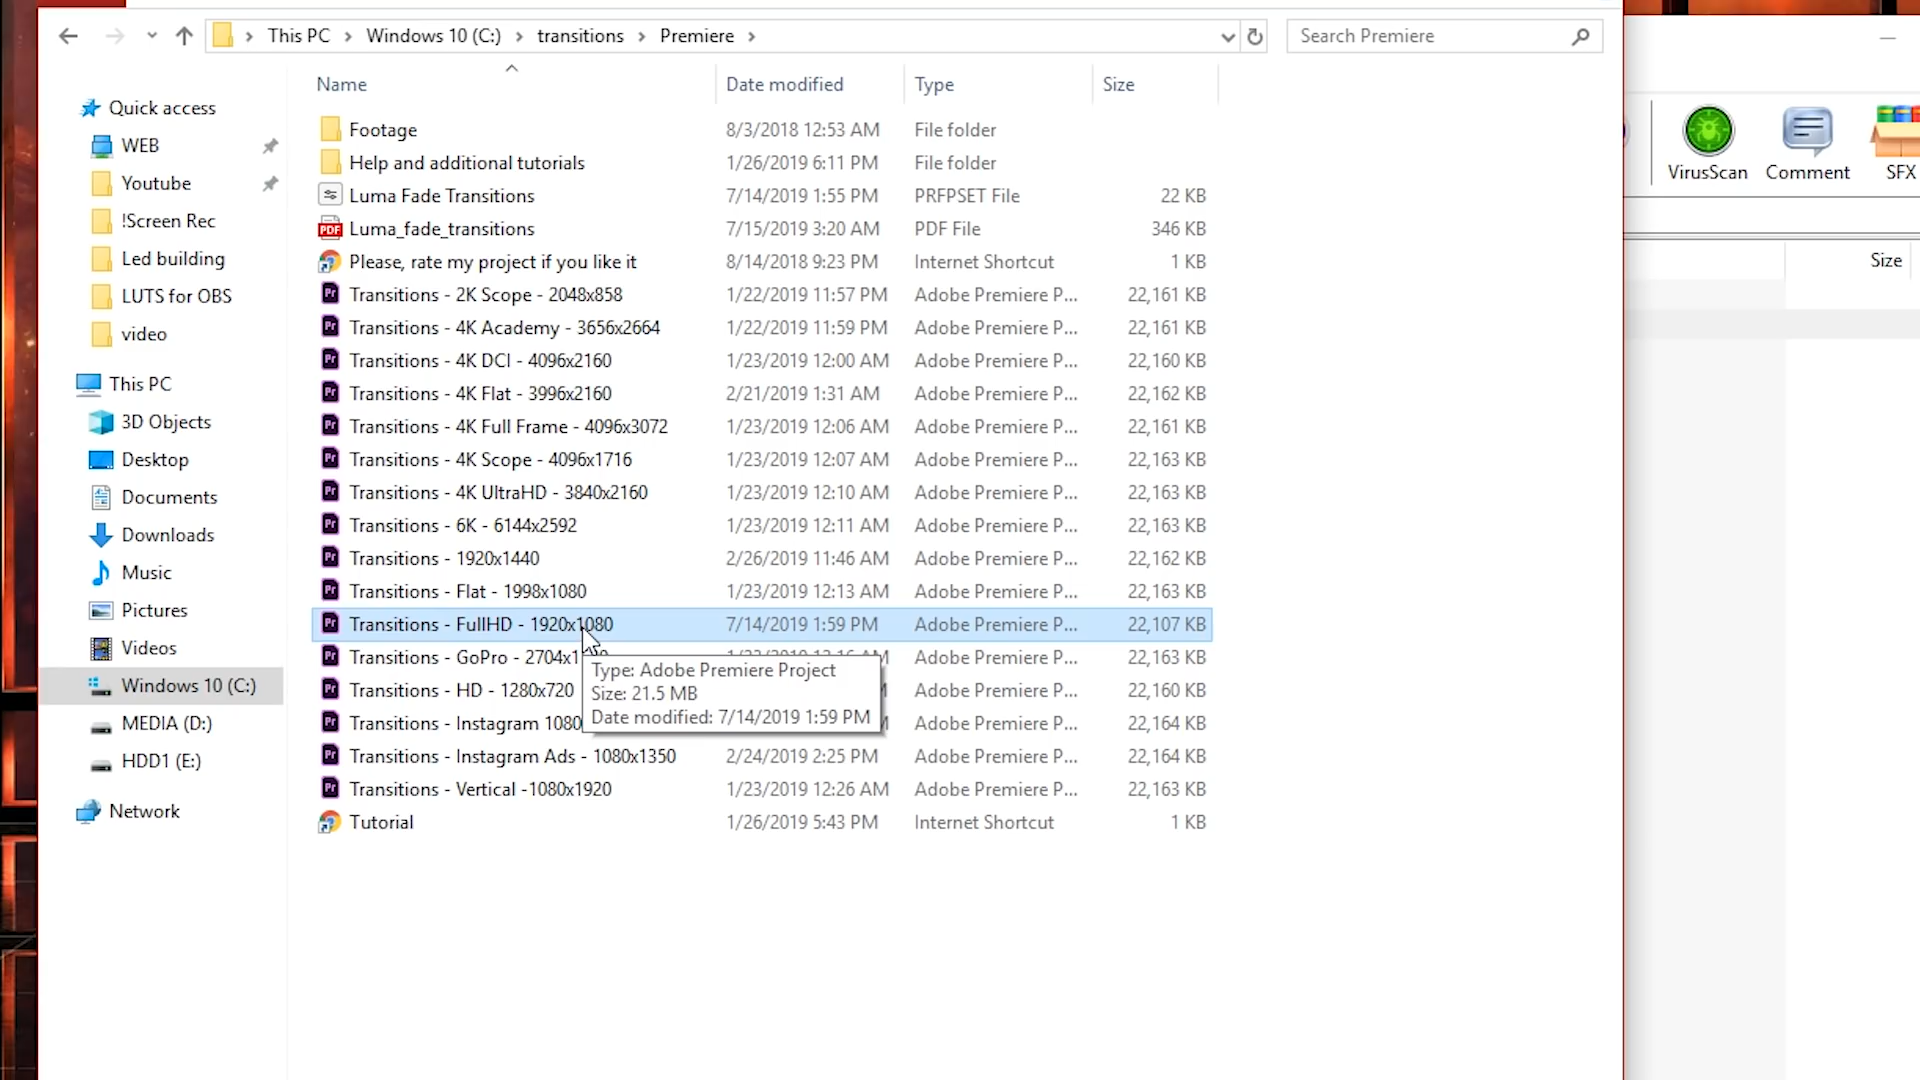 This PC > Windows 10 (C:) > transitions > Premiere >
Search Premiere
Name Date modified Type Size
Quick access
WEB
Youtube
!Screen Rec
Led building
LUTS for OBS
video
This PC
3D Objects
Desktop
Documents
Downloads
Music
Pictures
Videos
Windows 10 (C:)
MEDIA (D:)
HDD1 (E:)
Network
Footage 8/3/2018 12:53 AM File folder
Help and additional tutorials 1/26/2019 6:11 PM File folder
Luma Fade Transitions 7/14/2019 1:55 PM PRFPSET File 22 KB
PDF Luma_fade_transitions 7/15/2019 3:20 AM PDF File 346 KB
Please, rate my project if you like it 8/14/2018 9:23 PM Internet Shortcut 1 KB
Pr Transitions - 2K Scope - 2048x858 1/22/2019 11:57 PM Adobe Premiere P... 22,161 KB
Pr Transitions - 4K Academy - 3656x2664 1/22/2019 11:59 PM Adobe Premiere P... 22,161 KB
Pr Transitions - 4K DCI - 4096x2160 1/23/2019 12:00 AM Adobe Premiere P... 22,160 KB
Pr Transitions - 4K Flat - 3996x2160 2/21/2019 1:31 AM Adobe Premiere P... 22,162 KB
Pr Transitions - 4K Full Frame - 4096x3072 1/23/2019 12:06 AM Adobe Premiere P... 22,161 KB
Pr Transitions - 4K Scope - 4096x1716 1/23/2019 12:07 AM Adobe Premiere P... 22,163 KB
Pr Transitions - 4K UltraHD - 3840x2160 1/23/2019 12:10 AM Adobe Premiere P... 22,163 KB
Pr Transitions - 6K - 6144x2592 1/23/2019 12:11 AM Adobe Premiere P... 22,163 KB
Pr Transitions - 1920x1440 2/26/2019 11:46 AM Adobe Premiere P... 22,162 KB
Pr Transitions - Flat - 1998x1080 1/23/2019 12:13 AM Adobe Premiere P... 22,163 KB
Pr Transitions - FullHD - 1920x1080 7/14/2019 1:59 PM Adobe Premiere P... 22,107 KB
Pr Transitions - GoPro - Adobe Premiere P... 22,163 KB
Pr Transitions - HD - 1280x720 Adobe Premiere P... 22,160 KB
Pr Transitions - Instagram 1080 Adobe Premiere P... 22,164 KB
Pr Transitions - Instagram Ads - 1080x1350 2/24/2019 2:25 PM Adobe Premiere P... 22,164 KB
Pr Transitions - Vertical -1080x1920 1/23/2019 12:26 AM Adobe Premiere P... 22,163 KB
Tutorial 1/26/2019 5:43 PM Internet Shortcut 1 KB
Type: Adobe Premiere Project
Size: 21.5 MB
Date modified: 7/14/2019 1:59 PM
VirusScan Comment SFX
Size